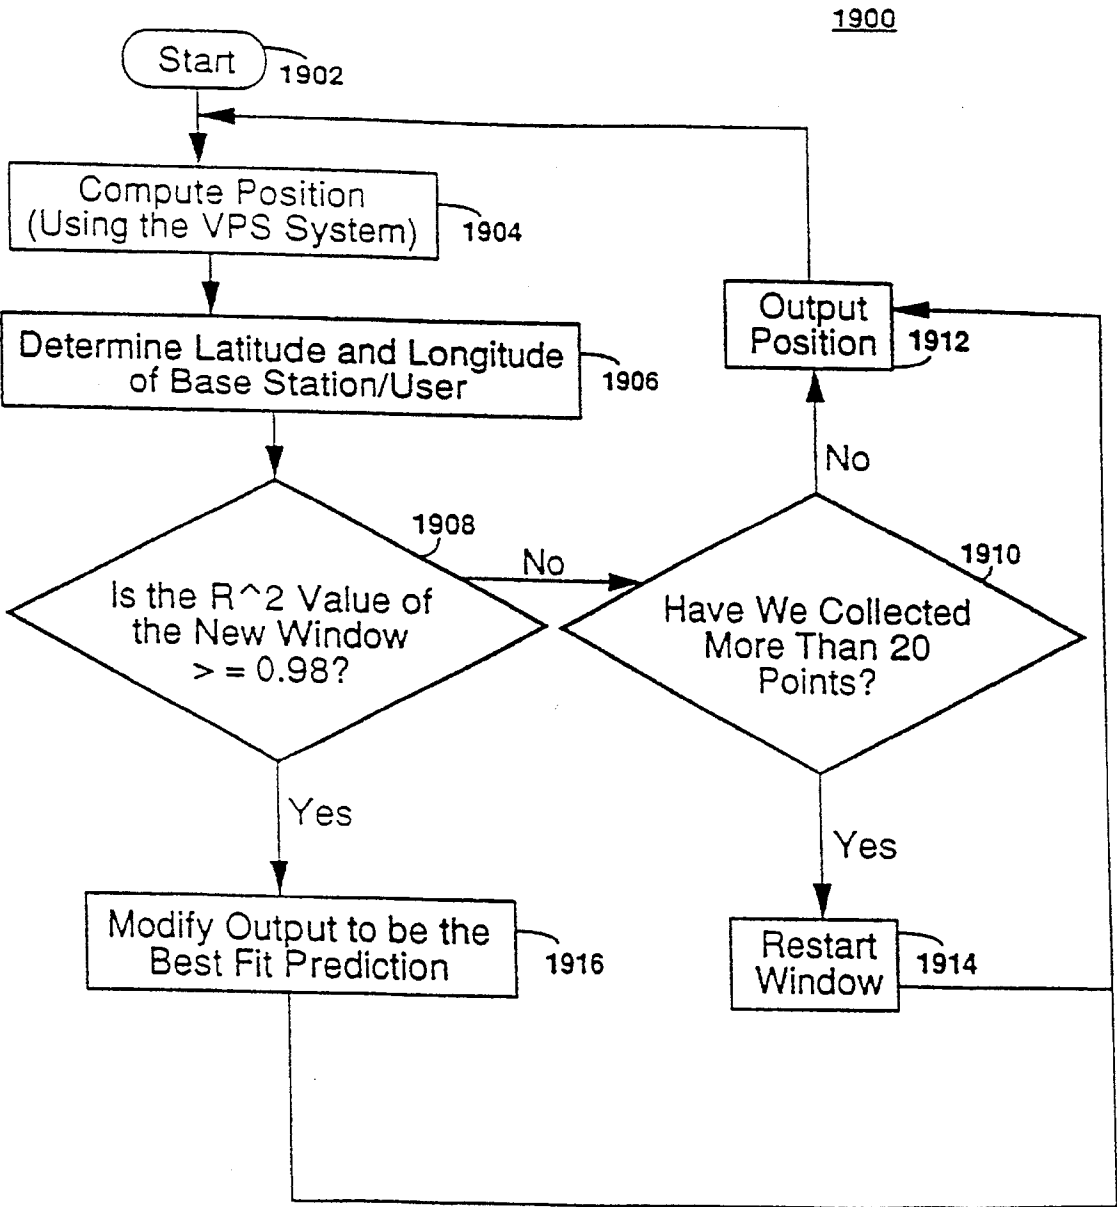 1900
Start
1902
Compute Position
(Using the VPS System)
1904
Determine Latitude and Longitude
of Base Station/User
1906
Output
Position
1912
No
1908
Is the R^2 Value of
the New Window
> = 0.98?
No
1910
Have We Collected
More Than 20
Points?
Yes
Yes
Modify Output to be the
Best Fit Prediction
1916
Restart
Window
1914